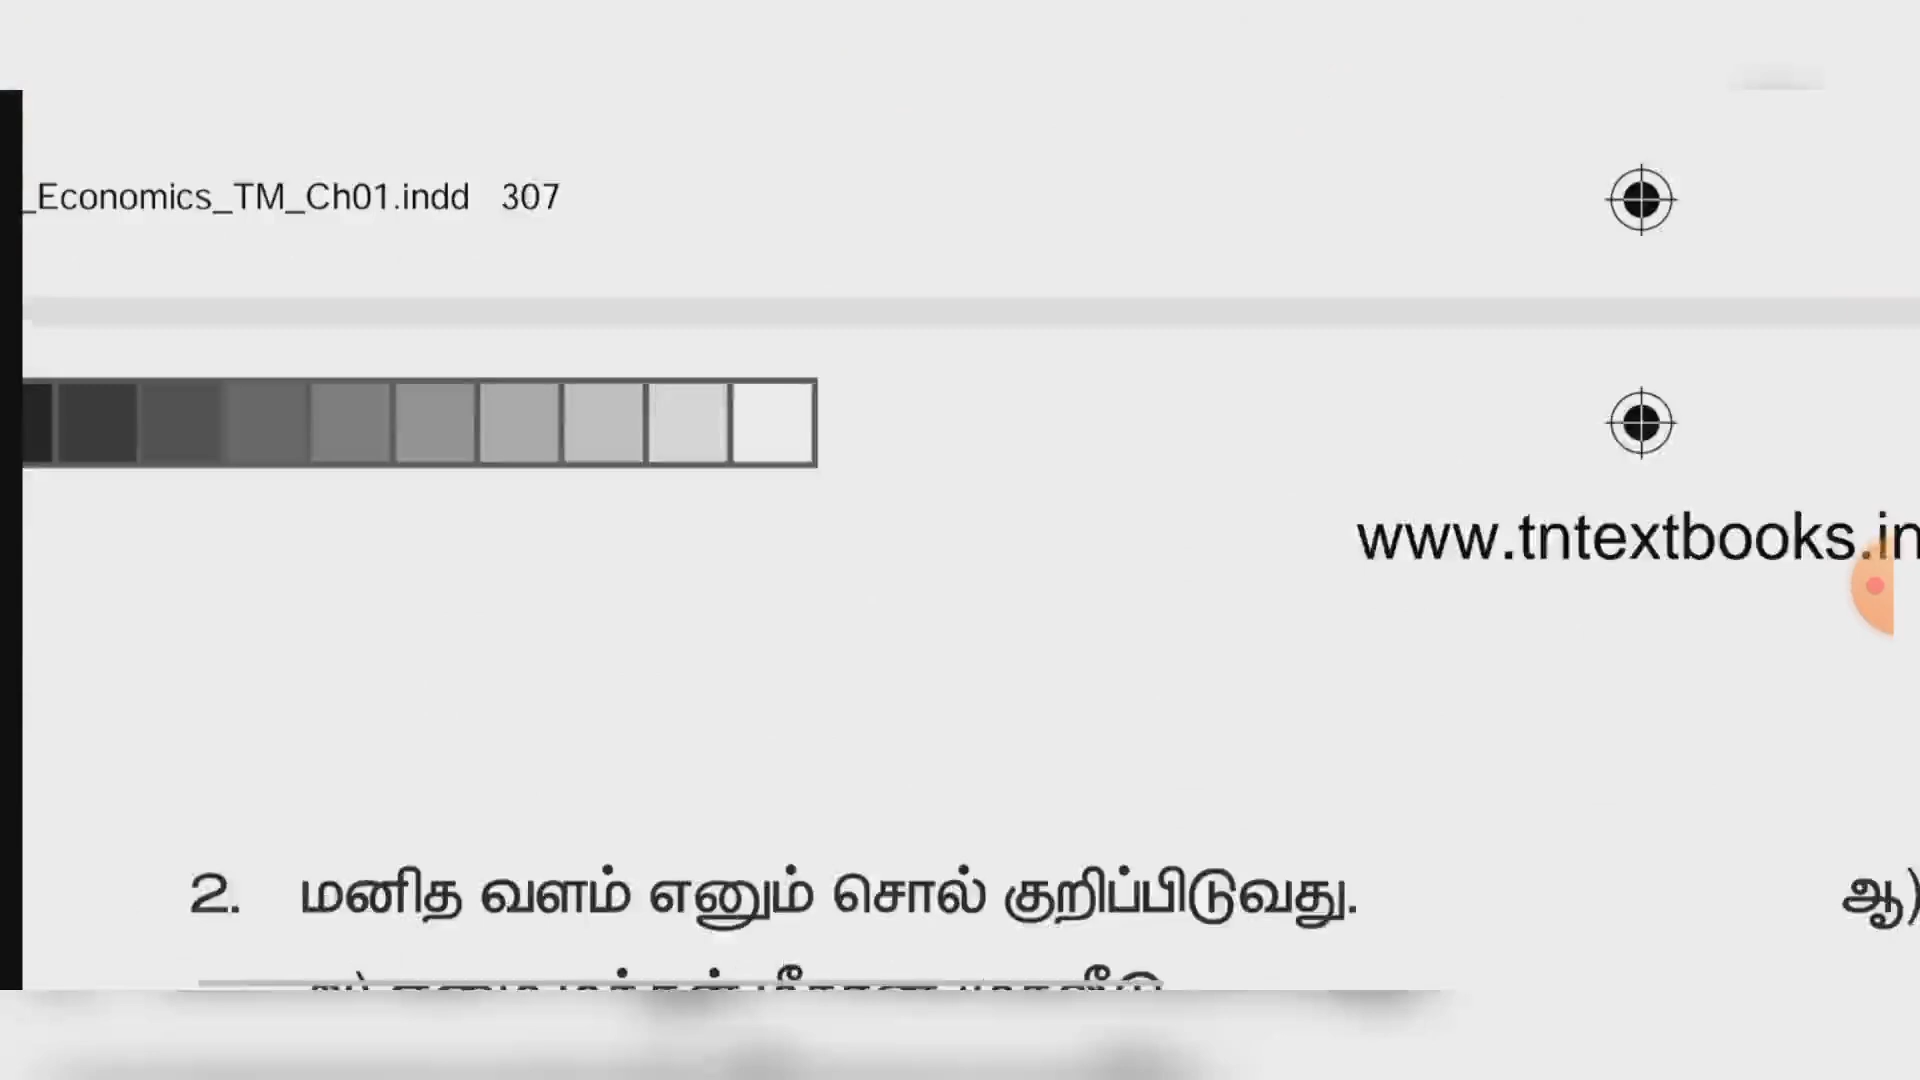 _Economics_TM_Ch01.indd 307
www.tntextbooks.in
2. மனித வளம் எனும் சொல் குறிப்பிடுவது.
ஆ)